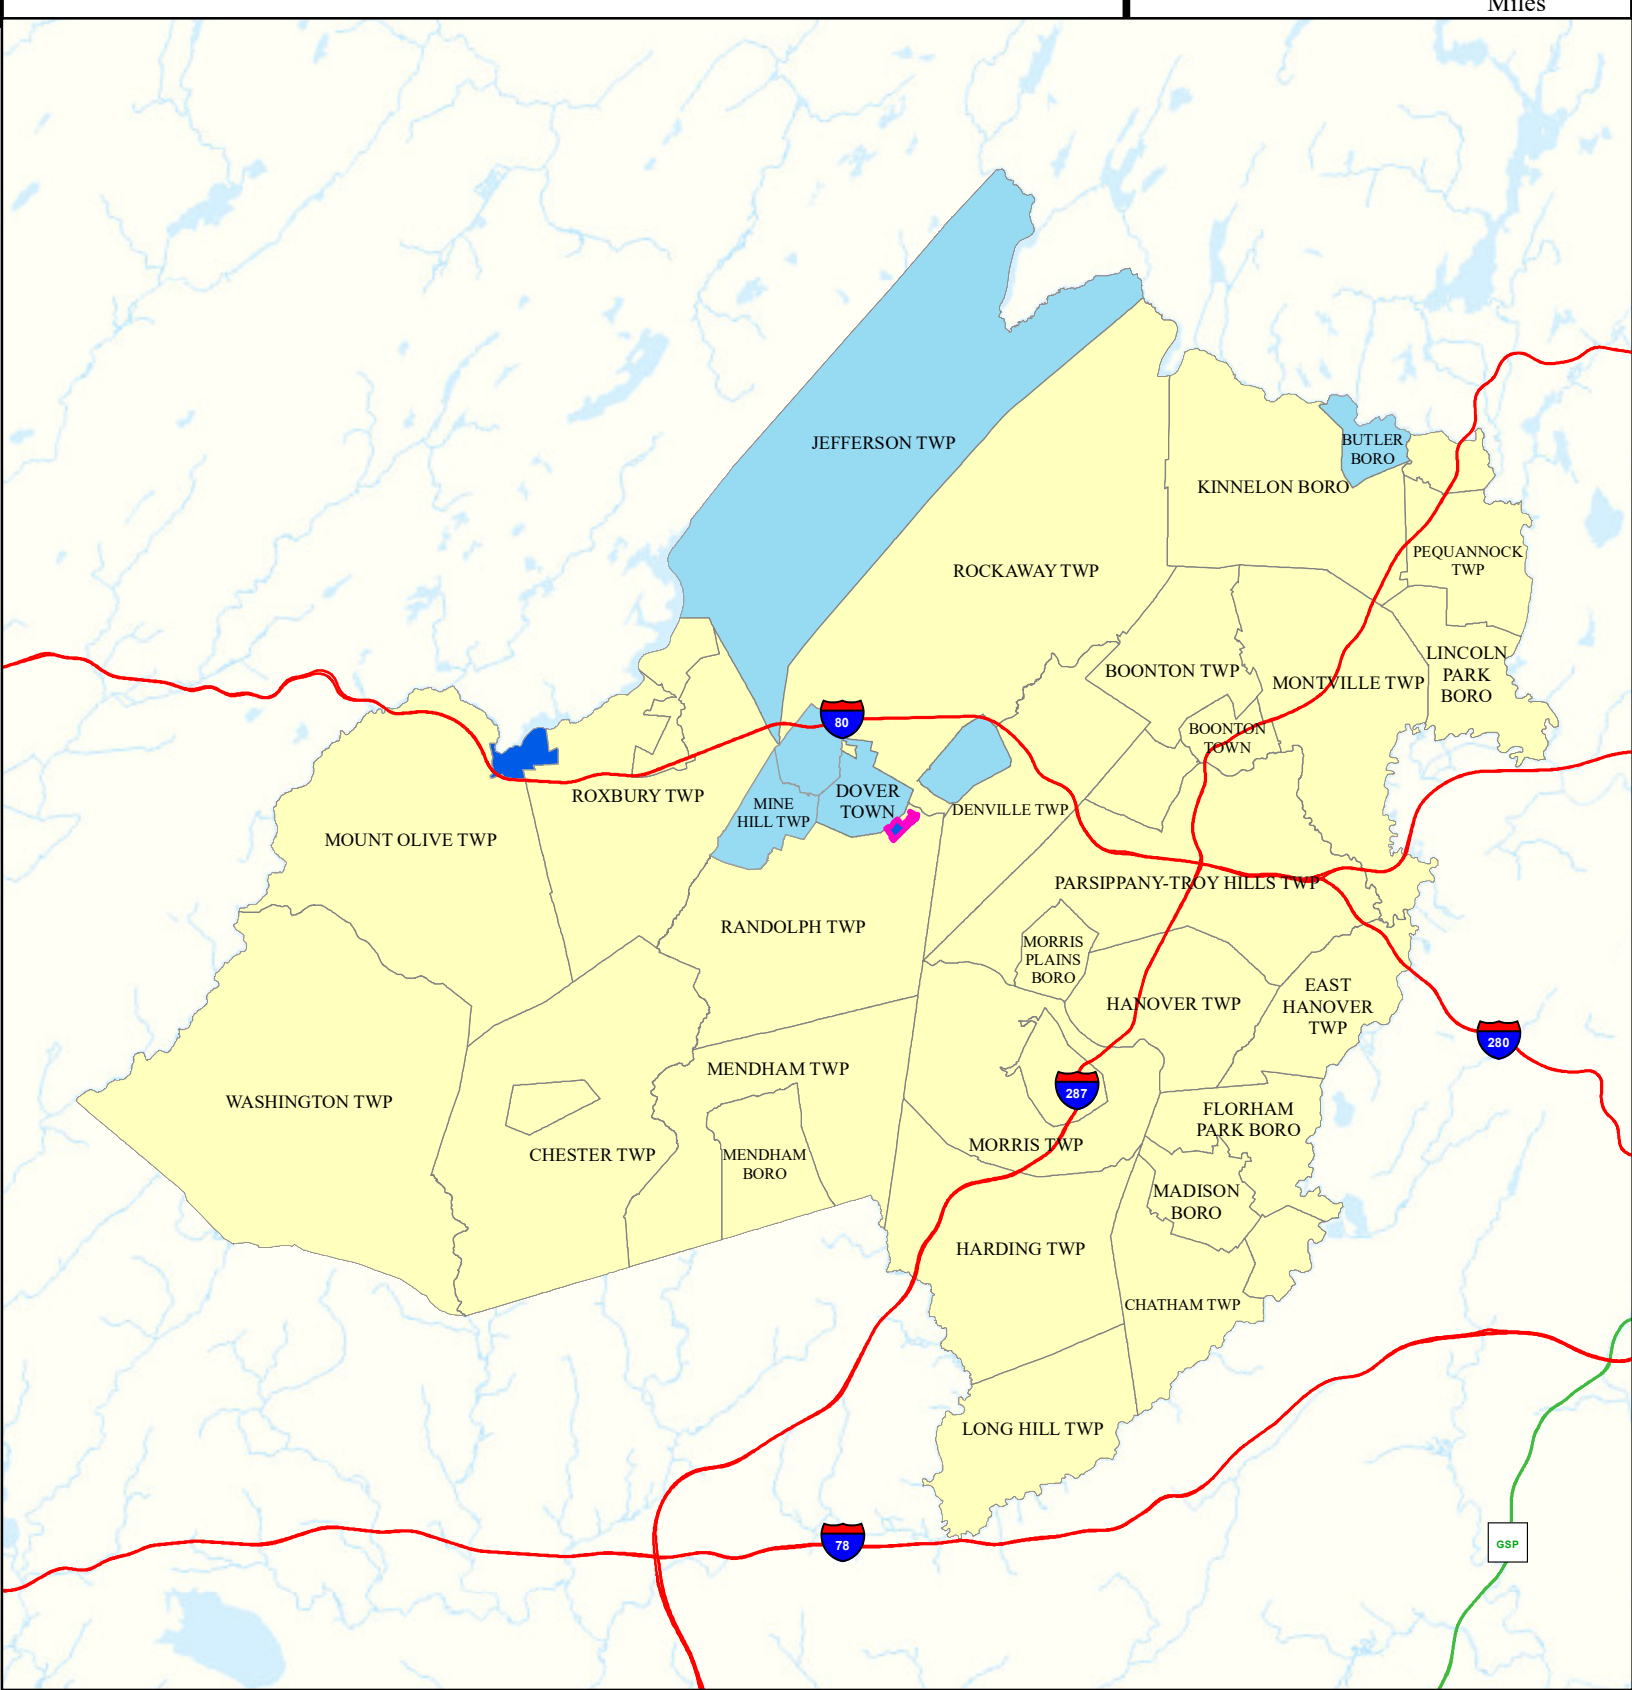 Miles
JEFFERSON TWP
BUTLER
BORO
KINNELON BORO
PEQUANNOCK
TWP
ROCKAWAY TWP
LINCOLN
PARK
BORO
BOONTON TWP
MONTVILLE TWP
80
BOONTON
TOWN
ROXBURY TWP
MINE
HILL TWP
DOVER
TOWN
DENVILLE TWP
MOUNT OLIVE TWP
PARSIPPANY-TROY HILLS TWP
RANDOLPH TWP
MORRIS
PLAINS
BORO
HANOVER TWP
EAST
HANOVER
TWP
280
MENDHAM TWP
287
WASHINGTON TWP
FLORHAM
PARK BORO
CHESTER TWP
MENDHAM
BORO
MORRIS TWP
MADISON
BORO
HARDING TWP
CHATHAM TWP
LONG HILL TWP
78
GSP